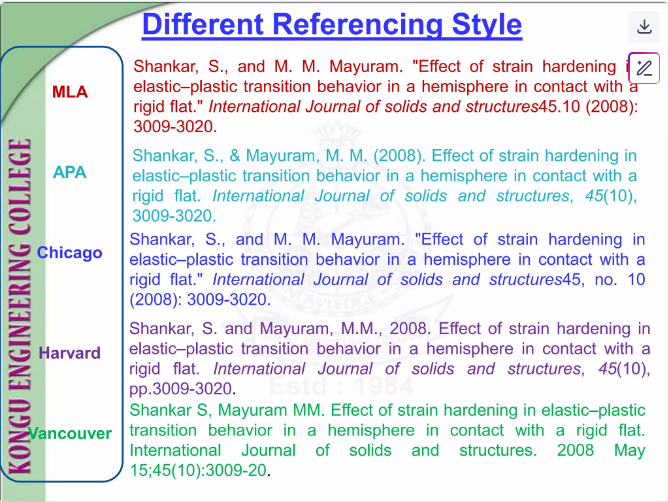 Different Referencing Style
KONGU ENGINEERING COLLEGE
MLA
Shankar, S., and M. M. Mayuram. "Effect of strain hardening
elastic–plastic transition behavior in a hemisphere in contact with a
rigid flat." International Journal of solids and structures45.10 (2008):
3009-3020.
APA
Shankar, S., & Mayuram, M. M. (2008). Effect of strain hardening in
elastic–plastic transition behavior in a hemisphere in contact with a
rigid flat. International Journal of solids and structures, 45(10),
3009-3020.
Chicago
Shankar, S., and M. M. Mayuram. "Effect of strain hardening in
elastic–plastic transition behavior in a hemisphere in contact with a
rigid flat." International Journal of solids and structures45, no. 10
(2008): 3009-3020.
Harvard
Shankar, S. and Mayuram, M.M., 2008. Effect of strain hardening in
elastic–plastic transition behavior in a hemisphere in contact with a
rigid flat. International Journal of solids and structures, 45(10),
pp.3009-3020.
Estd : 1984
Vancouver
Shankar S, Mayuram MM. Effect of strain hardening in elastic–plastic
transition behavior in a hemisphere in contact with a rigid flat.
International Journal of solids and structures. 2008 May
15;45(10):3009-20.